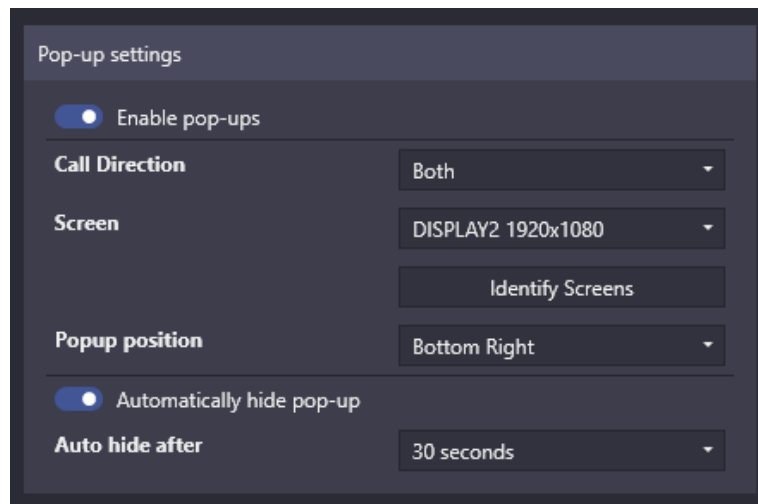 Pop-up settings
Enable pop-ups
Call Direction Both
Screen DISPLAY2 1920x1080
Identify Screens
Popup position Bottom Right
Automatically hide pop-up
Auto hide after 30 seconds